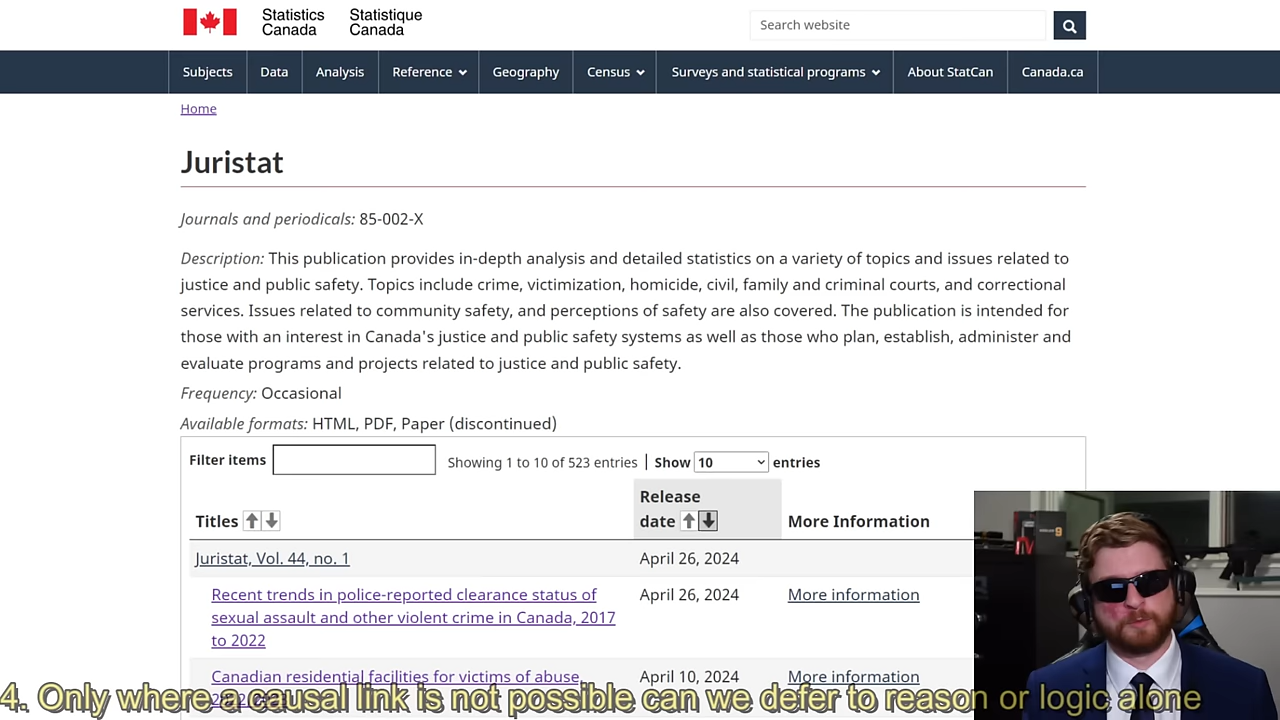 Statistics
Canada
Statistique
Canada
Search website
Subjects
Data
Analysis
Reference
Geography
Census
Surveys and statistical programs
About StatCan
Canada.ca
Home
Juristat
Journals and periodicals: 85-002-X
Description: This publication provides in-depth analysis and detailed statistics on a variety of topics and issues related to
justice and public safety. Topics include crime, victimization, homicide, civil, family and criminal courts, and correctional
services. Issues related to community safety, and perceptions of safety are also covered. The publication is intended for
those with an interest in Canada's justice and public safety systems as well as those who plan, establish, administer and
evaluate programs and projects related to justice and public safety.
Frequency: Occasional
Available formats: HTML, PDF, Paper (discontinued)
Filter items
Showing 1 to 10 of 523 entries | Show 10 entries
Titles
Release
date
More Information
Juristat, Vol. 44, no. 1
April 26, 2024
Recent trends in police-reported clearance status of
sexual assault and other violent crime in Canada, 2017
to 2022
April 26, 2024
More information
Canadian residential facilities for victims of abuse,
April 10, 2024
More information
4. Only where a causal link is not possible can we defer to reason or logic alone